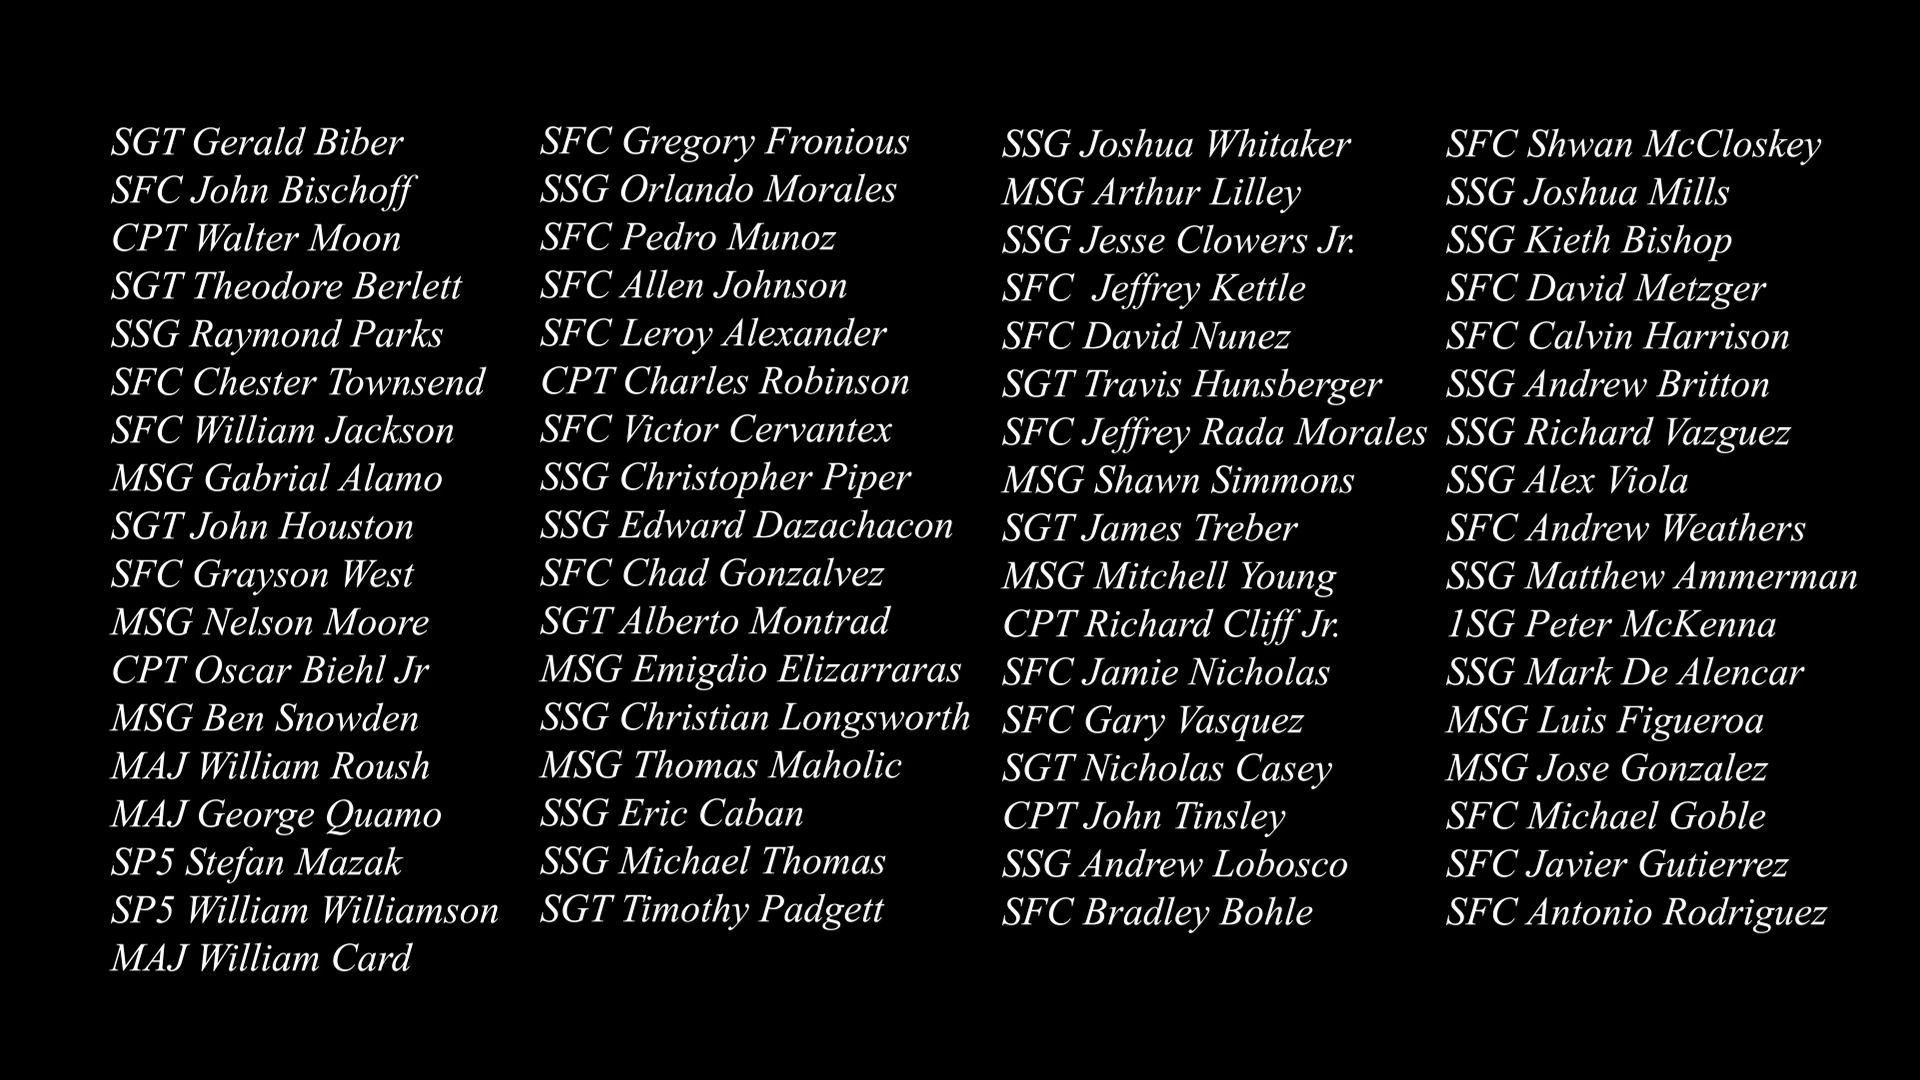 SGT Gerald Biber
SFC John Bischoff
CPT Walter Moon
SGT Theodore Berlett
SSG Raymond Parks
SFC Chester Townsend
SFC William Jackson
MSG Gabrial Alamo
SGT John Houston
SFC Grayson West
MSG Nelson Moore
CPT Oscar Biehl Jr
MSG Ben Snowden
MAJ William Roush
MAJ George Quamo
SP5 Stefan Mazak
SP5 William Williamson
MAJ William Card
SFC Gregory Fronious
SSG Orlando Morales
SFC Pedro Munoz
SFC Allen Johnson
SFC Leroy Alexander
CPT Charles Robinson
SFC Victor Cervantex
SSG Christopher Piper
SSG Edward Dazachacon
SFC Chad Gonzalvez
SGT Alberto Montrad
MSG Emigdio Elizarraras
SSG Christian Longsworth
MSG Thomas Maholic
SSG Eric Caban
SSG Michael Thomas
SGT Timothy Padgett
SSG Joshua Whitaker
MSG Arthur Lilley
SSG Jesse Clowers Jr.
SFC  Jeffrey Kettle
SFC David Nunez
SGT Travis Hunsberger
SFC Jeffrey Rada Morales
MSG Shawn Simmons
SGT James Treber
MSG Mitchell Young
CPT Richard Cliff Jr.
SFC Jamie Nicholas
SFC Gary Vasquez
SGT Nicholas Casey
CPT John Tinsley
SSG Andrew Lobosco
SFC Bradley Bohle
SFC Shwan McCloskey
SSG Joshua Mills
SSG Kieth Bishop
SFC David Metzger
SFC Calvin Harrison
SSG Andrew Britton
SSG Richard Vazguez
SSG Alex Viola
SFC Andrew Weathers
SSG Matthew Ammerman
1SG Peter McKenna
SSG Mark De Alencar
MSG Luis Figueroa
MSG Jose Gonzalez
SFC Michael Goble
SFC Javier Gutierrez
SFC Antonio Rodriguez